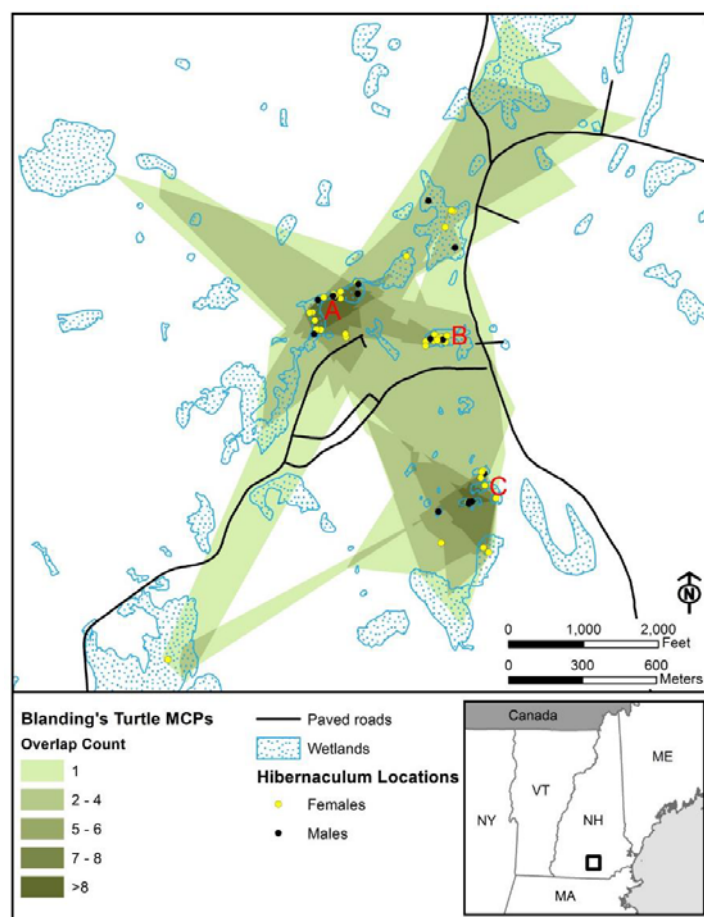 A
B
C
N
0 1,000 2,000
Feet
0 300 600
Meters
Blanding's Turtle MCPs
Overlap Count
1
2 - 4
5 - 6
7 - 8
>8
Paved roads
Wetlands
Hibernaculum Locations
Females
Males
Canada
ME
VT
NY
NH
MA